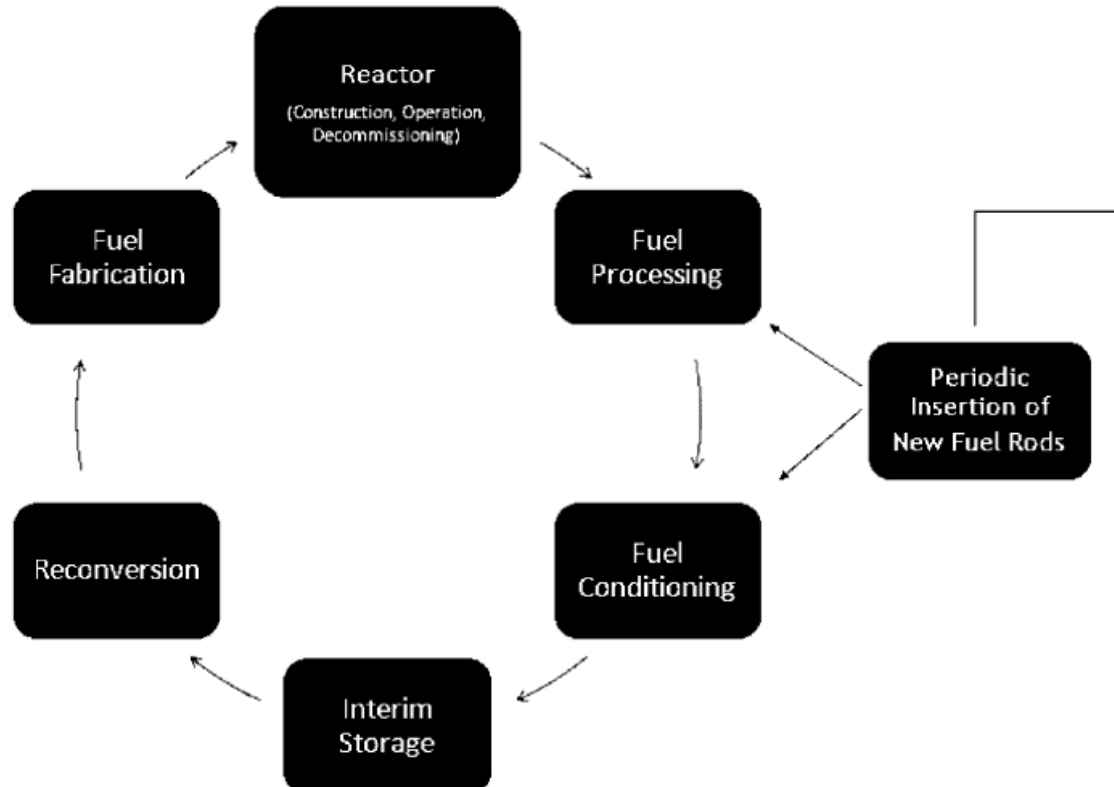 Reactor
(Construction, Operation,
Decommissioning)
Fuel
Fabrication
Fuel
Processing
Periodic
Insertion of
New Fuel Rods
Reconversion
Fuel
Conditioning
Interim
Storage